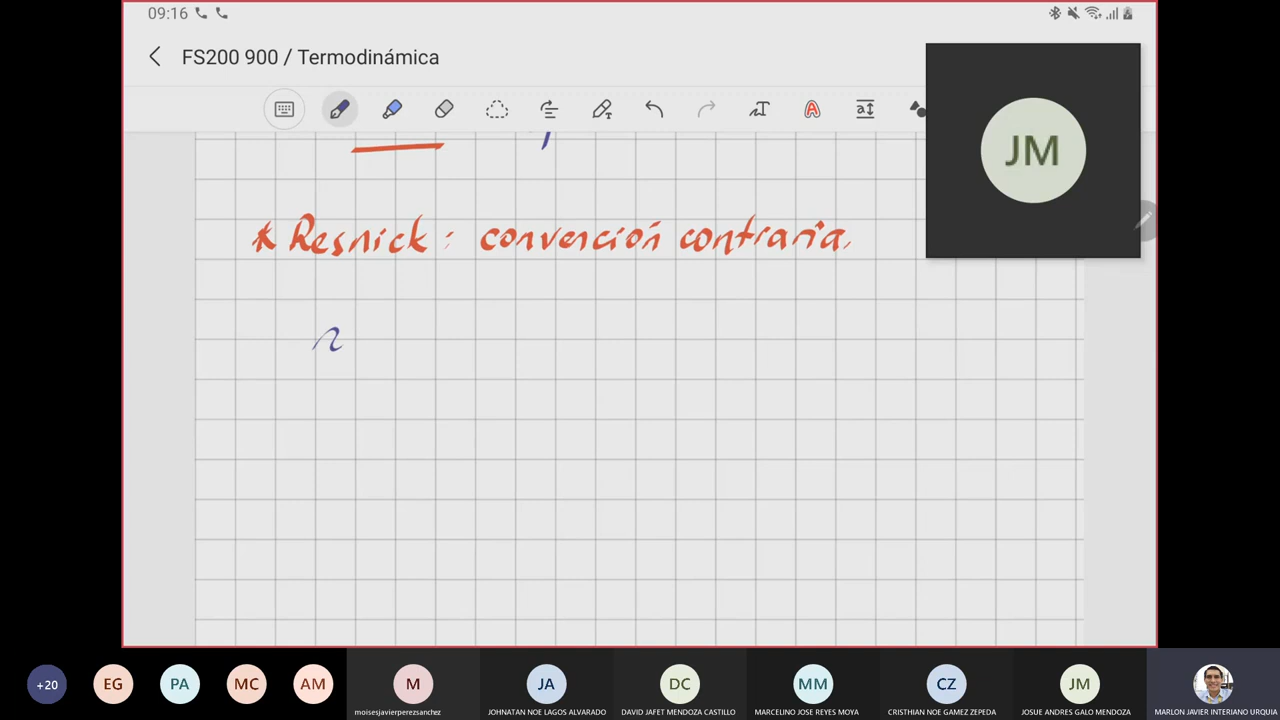 09:16
FS200 900 / Termodinámica
A
a
JM
* Resnick: convención contraria,
+20
EG
PA
MC
AM
M
moisesjavierperezsanchez
JA
JOHNATAN NOE LAGOS ALVARADO
DC
DAVID JAFET MENDOZA CASTILLO
MM
MARCELINO JOSE REYES MOYA
CZ
CRISTHIAN NOE GAMEZ ZEPEDA
JM
JOSUE ANDRES GALO MENDOZA
MARLON JAVIER INTERIANO URQUIA